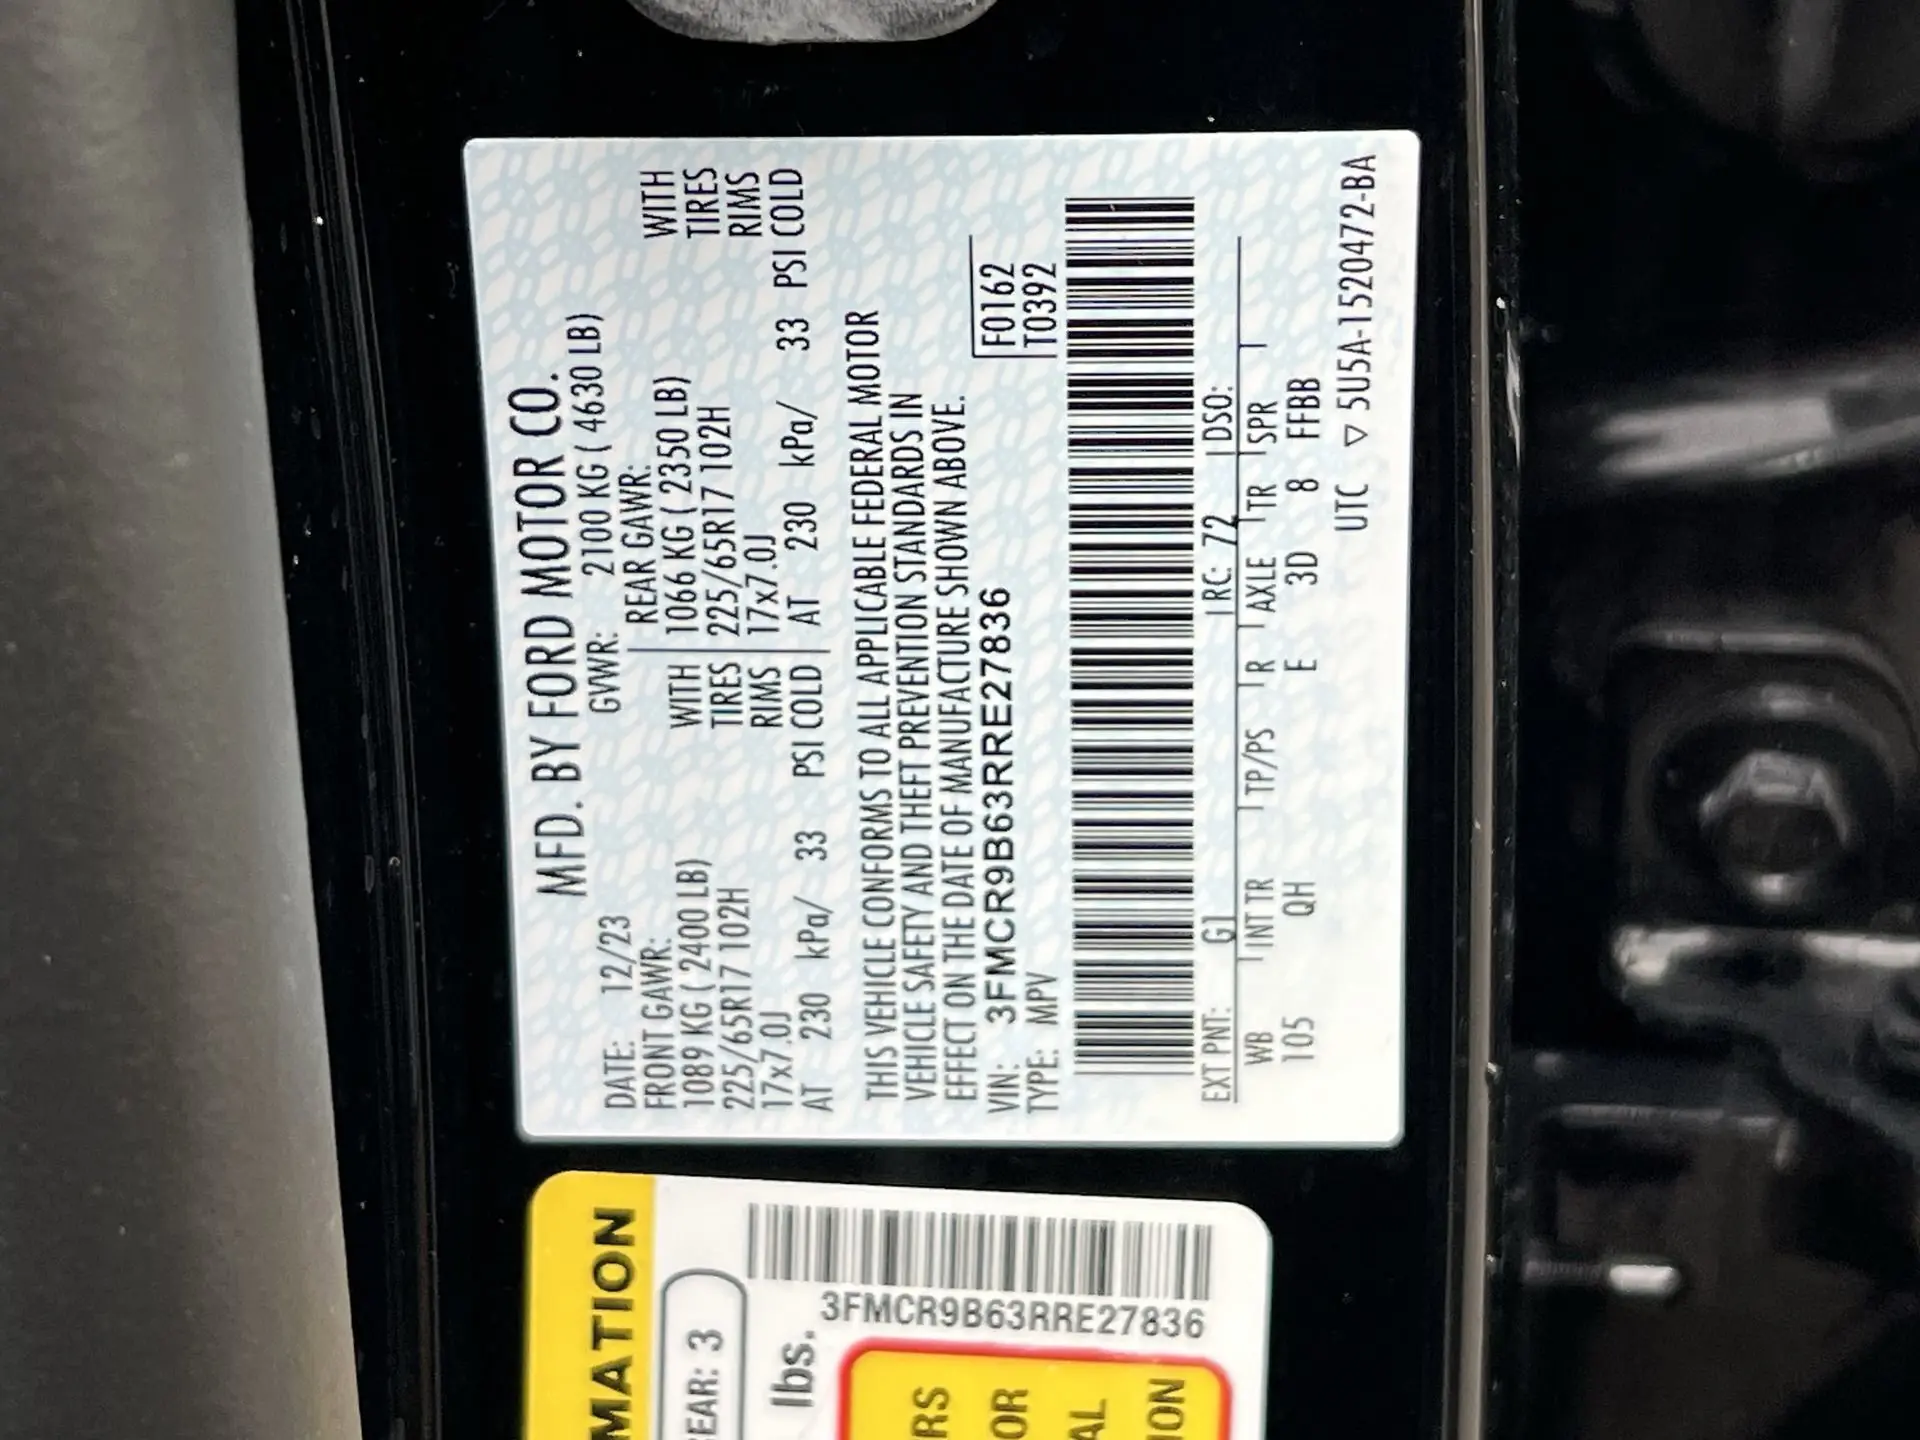 MFD. BY FORD MOTOR CO.
DATE: 12/23 GVWR: 2100 KG ( 4630 LB)
FRONT GAWR: REAR GAWR:
1089 KG ( 2400 LB) WITH 1066 KG ( 2350 LB) WITH
225/65R17 102H TIRES 225/65R17 102H TIRES
17x7.0J RIMS 17x7.0J RIMS
AT 230 kPa/ 33 PSI COLD AT 230 kPa/ 33 PSI COLD
THIS VEHICLE CONFORMS TO ALL APPLICABLE FEDERAL MOTOR
VEHICLE SAFETY AND THEFT PREVENTION STANDARDS IN
EFFECT ON THE DATE OF MANUFACTURE SHOWN ABOVE.
VIN: 3FMCR9B63RRE27836 F0162
TYPE: MPV T0392
EXT PNT: G1 RC: 72 DSO:
WB INT TR TP/PS R AXLE TR SPR
105 QH E 3D 8 FFBB
UTC ▽ 5U5A-1520472-BA
MATION
EAR: 3
lbs.
3FMCR9B63RRE27836
RS
OR
AL
ION